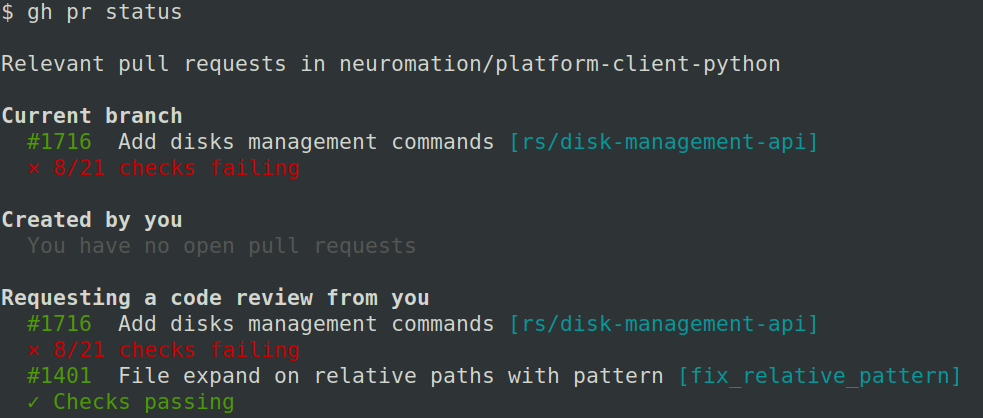 $ gh pr status
Relevant pull requests in neuromation/platform-client-python
Current branch
#1716 Add disks management commands [rs/disk-management-api]
× 8/21 checks failing
Created by you
You have no open pull requests
Requesting a code review from you
#1716 Add disks management commands [rs/disk-management-api]
× 8/21 checks failing
#1401 File expand on relative paths with pattern [fix_relative_pattern]
✓ Checks passing